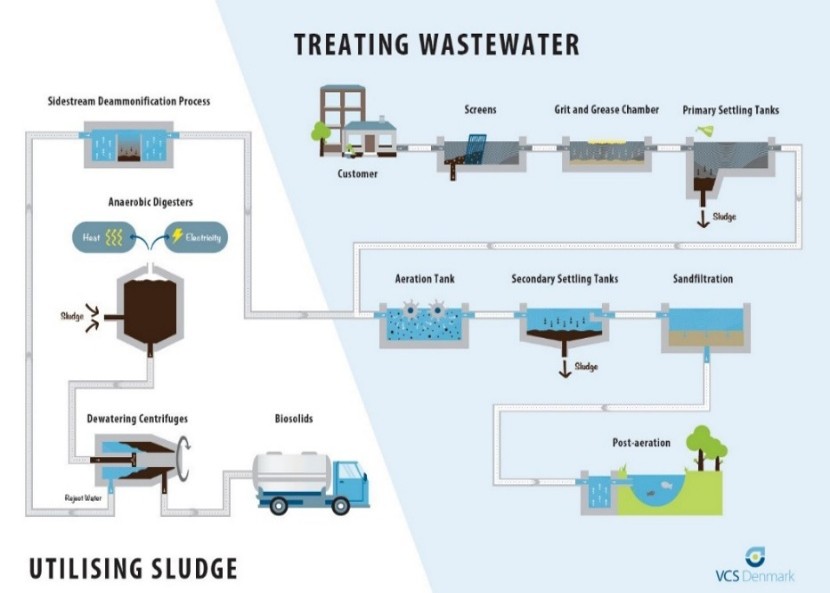 TREATING WASTEWATER
Sidestream Deammonification Process
Screens
Grit and Grease Chamber
Primary Settling Tanks
Customer
Anaerobic Digesters
Sludge
Heat
Electricity
Aeration Tank
Secondary Settling Tanks
Sandfiltration
Sludge
Sludge
Dewatering Centrifuges
Biosolids
Post-aeration
Reject Water
UTILISING SLUDGE
VCS Denmark